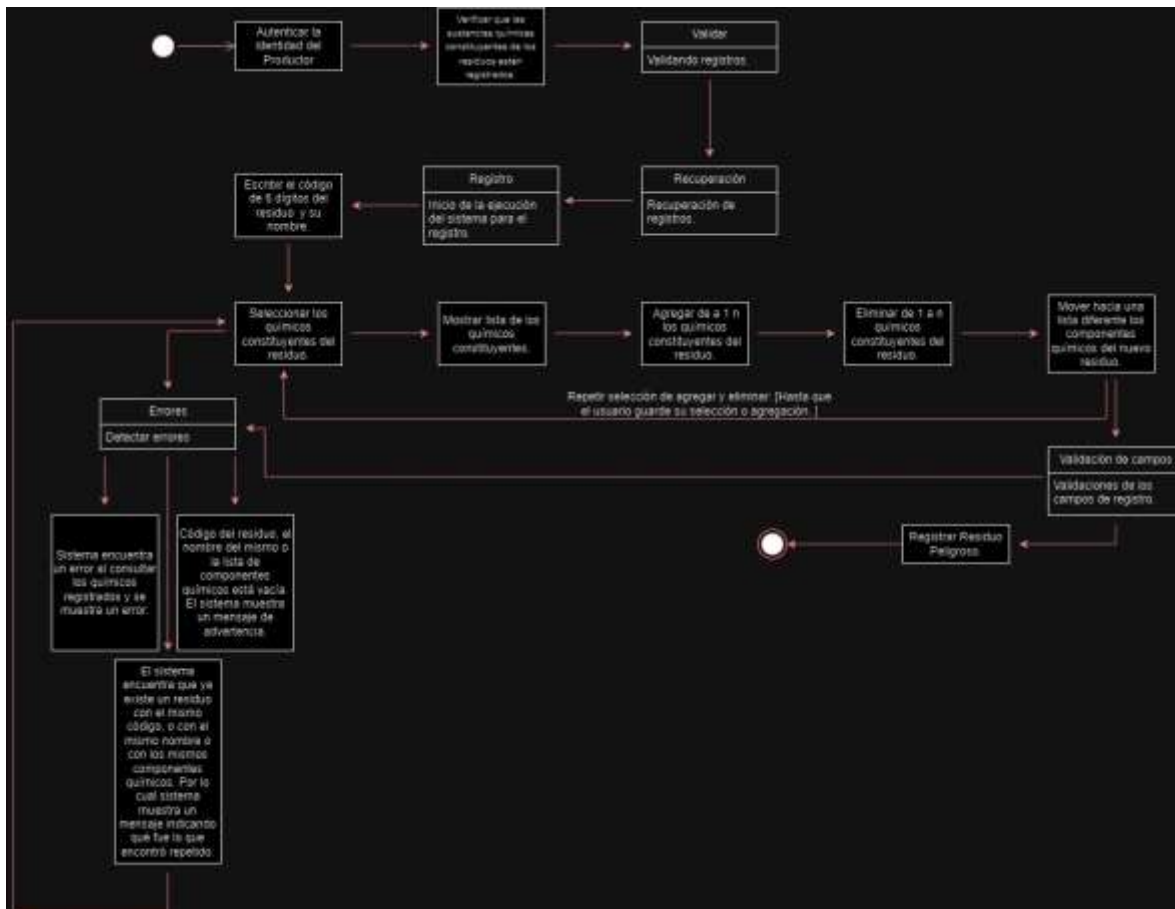 Autenticar la
Identidad del
Productor
Verificar que las
sustancias químicas
constituyentes de los
residuos estén
registrados.
Validar
Validando registros.
Escribir el código
de 6 dígitos del
residuo y su
nombre.
Registro
Inicio de la ejecución
del sistema para el
registro.
Recuperación
Recuperación de
registros.
Seleccionar los
químicos
constituyentes del
residuo.
Mostrar lista de los
químicos
constituyentes.
Agregar de a 1 n
los químicos
constituyentes del
residuo.
Eliminar de 1 a n
químicos
constituyentes del
residuo.
Mover hacia una
lista diferente los
componentes
químicos del nuevo
residuo.
Repetir selección de agregar y eliminar. [Hasta que
el usuario guarde su selección o agregación. ]
Errores
Detectar errores
Validación de campos
Validaciones de los
campos de registro.
Sistema encuentra
un error al consultar
los químicos
registrados y se
muestra un error.
Código del residuo, el
nombre del mismo o
la lista de
componentes
químicos está vacía.
El sistema muestra
un mensaje de
advertencia.
Registrar Residuo
Peligroso.
El sistema
encuentra que ya
existe un residuo
con el mismo
código, o con el
mismo nombre o
con los mismos
componentes
químicos. Por lo
cual sistema
muestra un
mensaje indicando
qué fue lo que
encontró repetido.